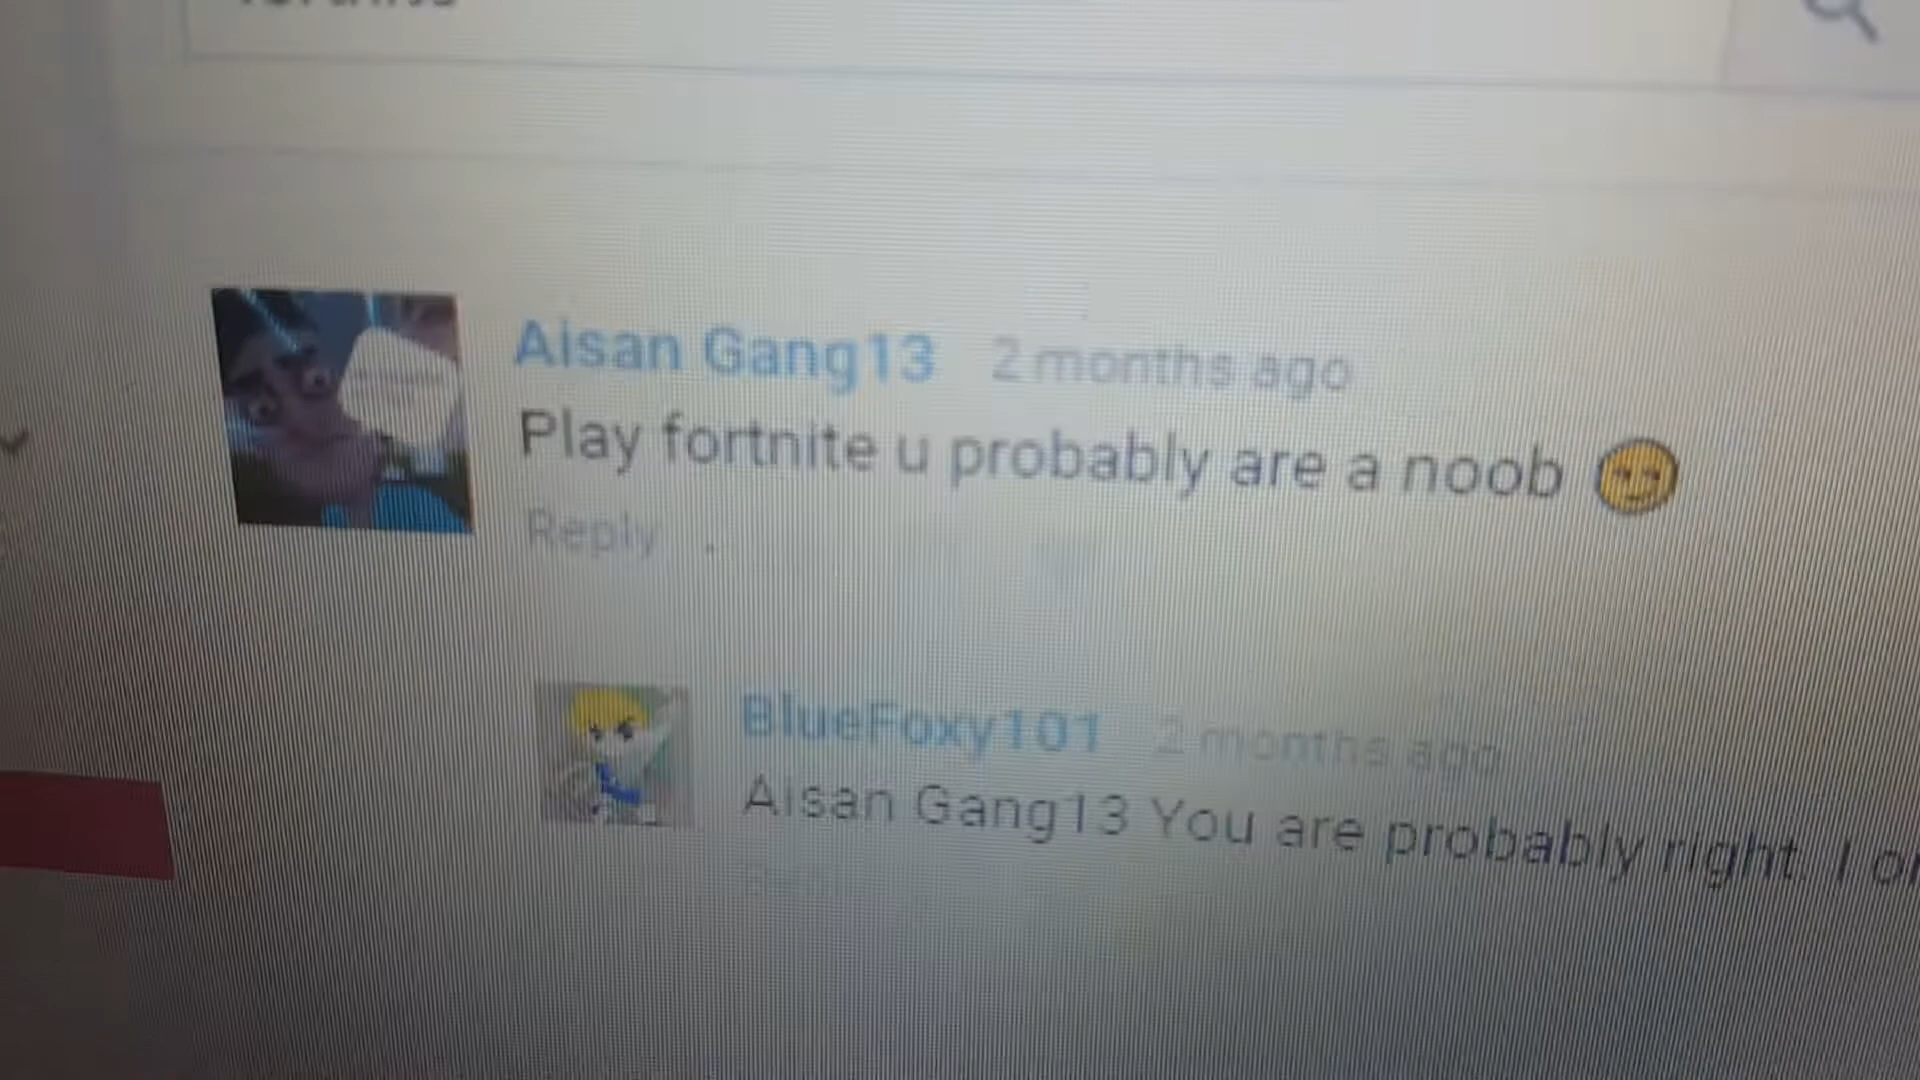 Aisan Gang13 2 months ago
Play fortnite u probably are a noob 😏
Reply
BlueFoxy101 2 months ago
Aisan Gang13 You are probably right. I